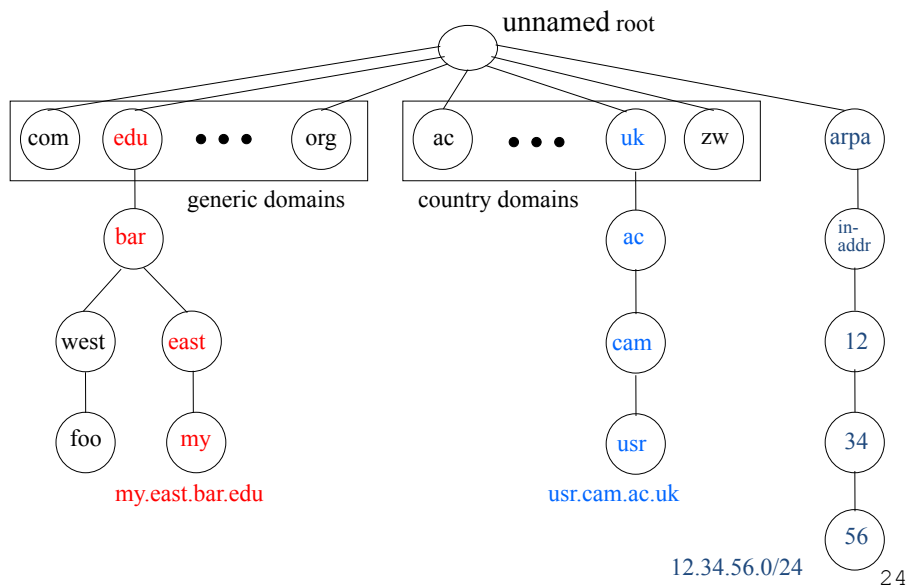 unnamed root
com edu • • • org ac • • • uk zw arpa
generic domains country domains
bar ac in-
addr
west east cam 12
foo my usr 34
my.east.bar.edu usr.cam.ac.uk
56
12.34.56.0/24
24